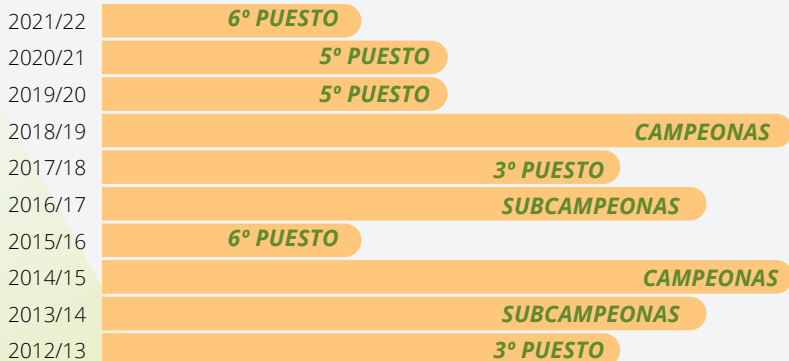 2021/22 6º PUESTO
2020/21 5º PUESTO
2019/20 5º PUESTO
2018/19 CAMPEONAS
2017/18 3º PUESTO
2016/17 SUBCAMPEONAS
2015/16 6º PUESTO
2014/15 CAMPEONAS
2013/14 SUBCAMPEONAS
2012/13 3º PUESTO